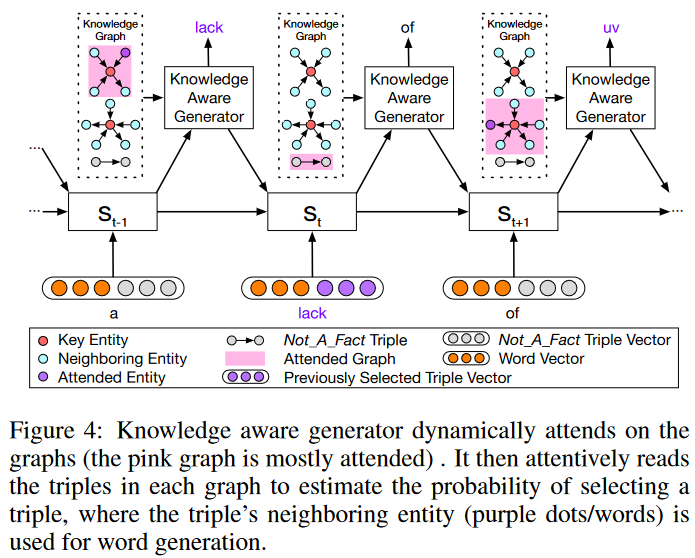 Knowledge Graph
lack
Knowledge Aware Generator
Knowledge Graph
of
Knowledge Aware Generator
Knowledge Graph
uv
Knowledge Aware Generator
...
...
St-1
St
St+1
...
a
lack
of
Key Entity
Neighboring Entity
Attended Entity
Not_A_Fact Triple
Attended Graph
Previously Selected Triple Vector
Not_A_Fact Triple Vector
Word Vector
Figure 4: Knowledge aware generator dynamically attends on the
graphs (the pink graph is mostly attended) . It then attentively reads
the triples in each graph to estimate the probability of selecting a
triple, where the triple's neighboring entity (purple dots/words) is
used for word generation.